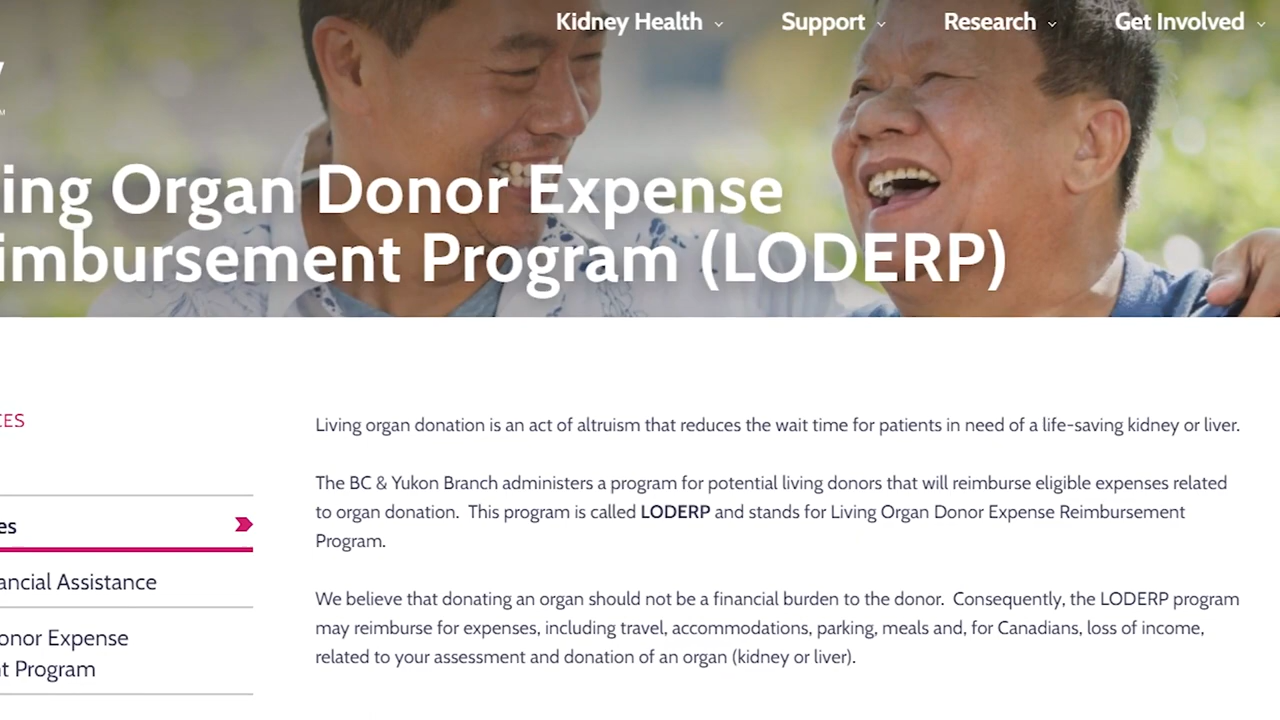 Kidney Health
Support
Research
Get Involved
ing Organ Donor Expense
imbursement Program (LODERP)
CES
es
ancial Assistance
onor Expense
t Program
Living organ donation is an act of altruism that reduces the wait time for patients in need of a life-saving kidney or liver.
The BC & Yukon Branch administers a program for potential living donors that will reimburse eligible expenses related
to organ donation.  This program is called LODERP and stands for Living Organ Donor Expense Reimbursement
Program.
We believe that donating an organ should not be a financial burden to the donor.  Consequently, the LODERP program
may reimburse for expenses, including travel, accommodations, parking, meals and, for Canadians, loss of income,
related to your assessment and donation of an organ (kidney or liver).